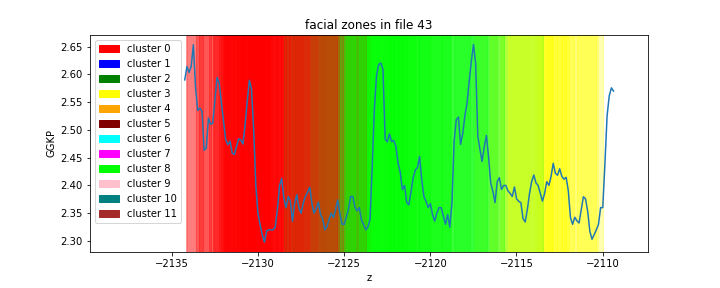 facial zones in file 43
2.65
2.60
2.55
2.50
2.45
2.40
2.35
2.30
GGKP
cluster 0
cluster 1
cluster 2
cluster 3
cluster 4
cluster 5
cluster 6
cluster 7
cluster 8
cluster 9
cluster 10
cluster 11
−2135 −2130 −2125 −2120 −2115 −2110
z